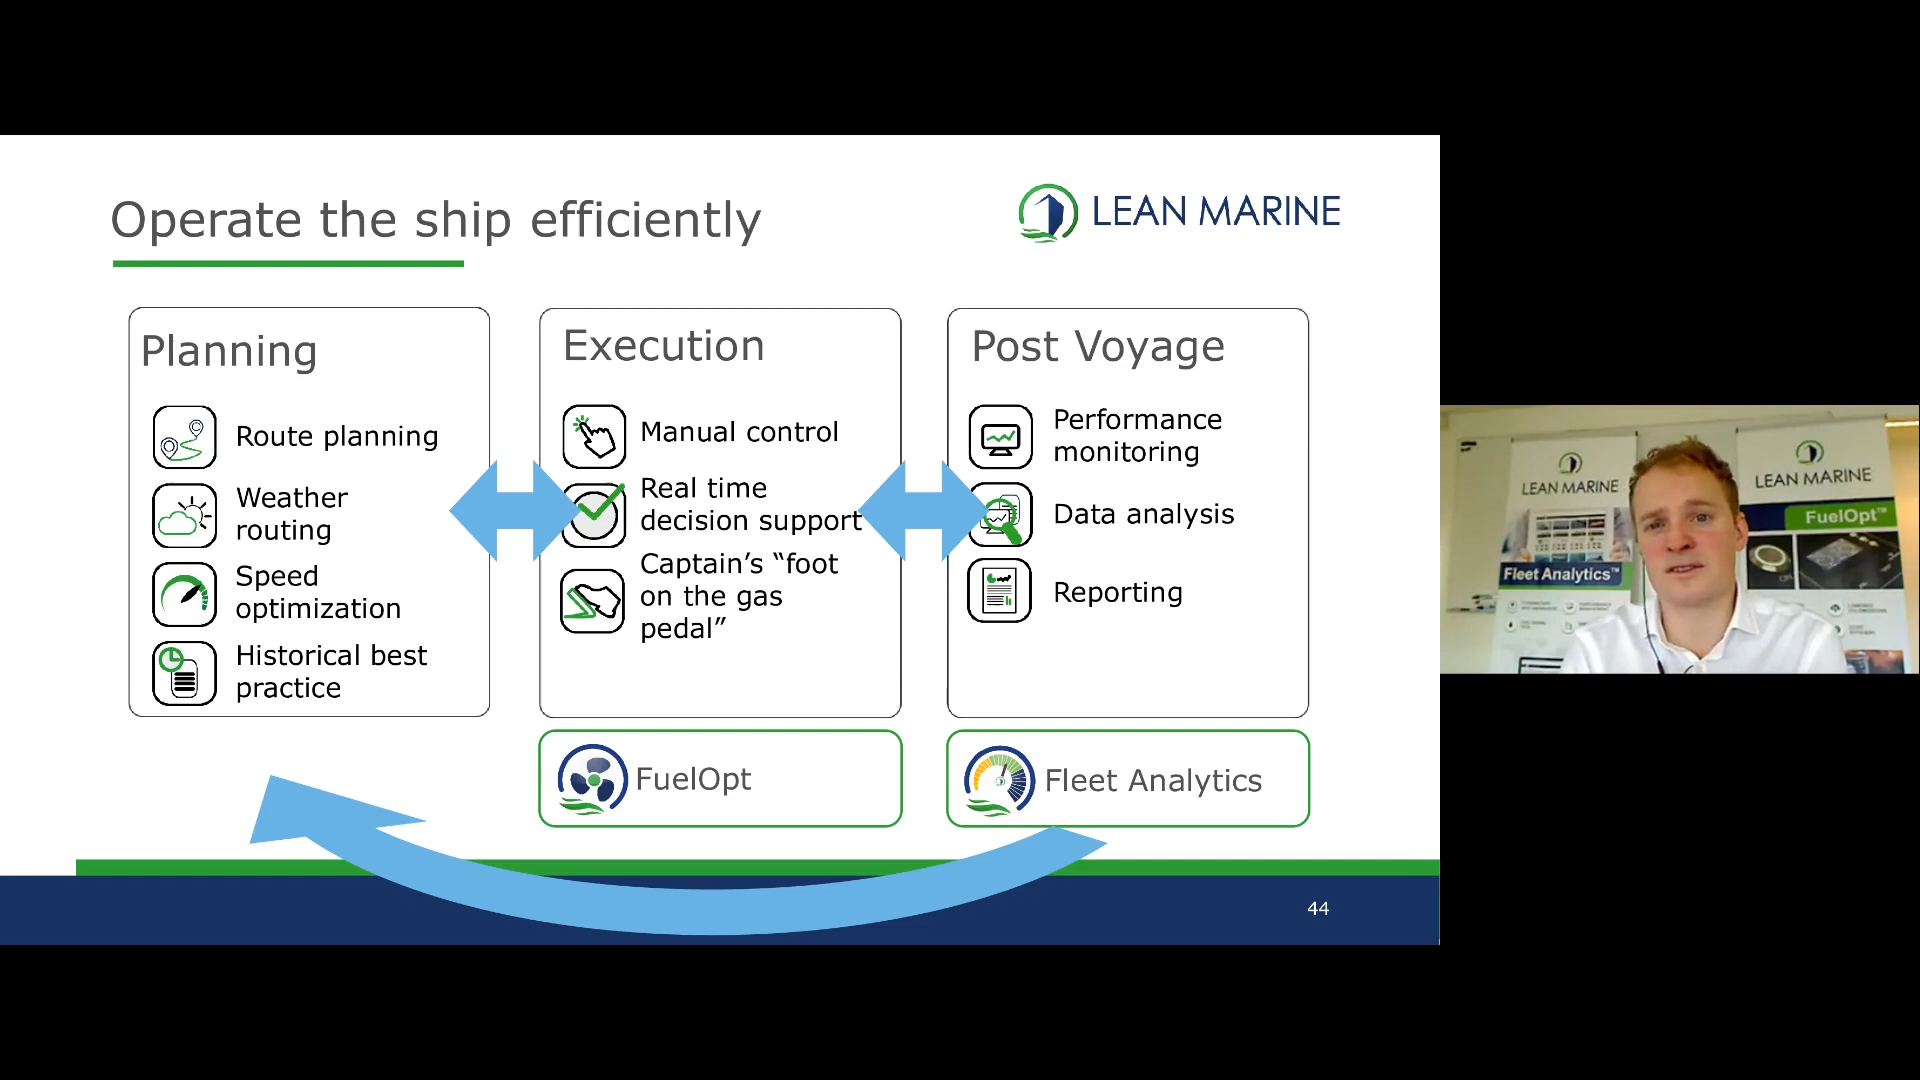 Operate the ship efficiently
LEAN MARINE
Planning
Route planning
Weather
routing
Speed
optimization
Historical best
practice
Execution
Manual control
Real time
decision support
Captain’s “foot
on the gas
pedal”
Post Voyage
Performance
monitoring
Data analysis
Reporting
FuelOpt
Fleet Analytics
44
LEAN MARINE
Fleet Analytics™
LEAN MARINE
FuelOpt™